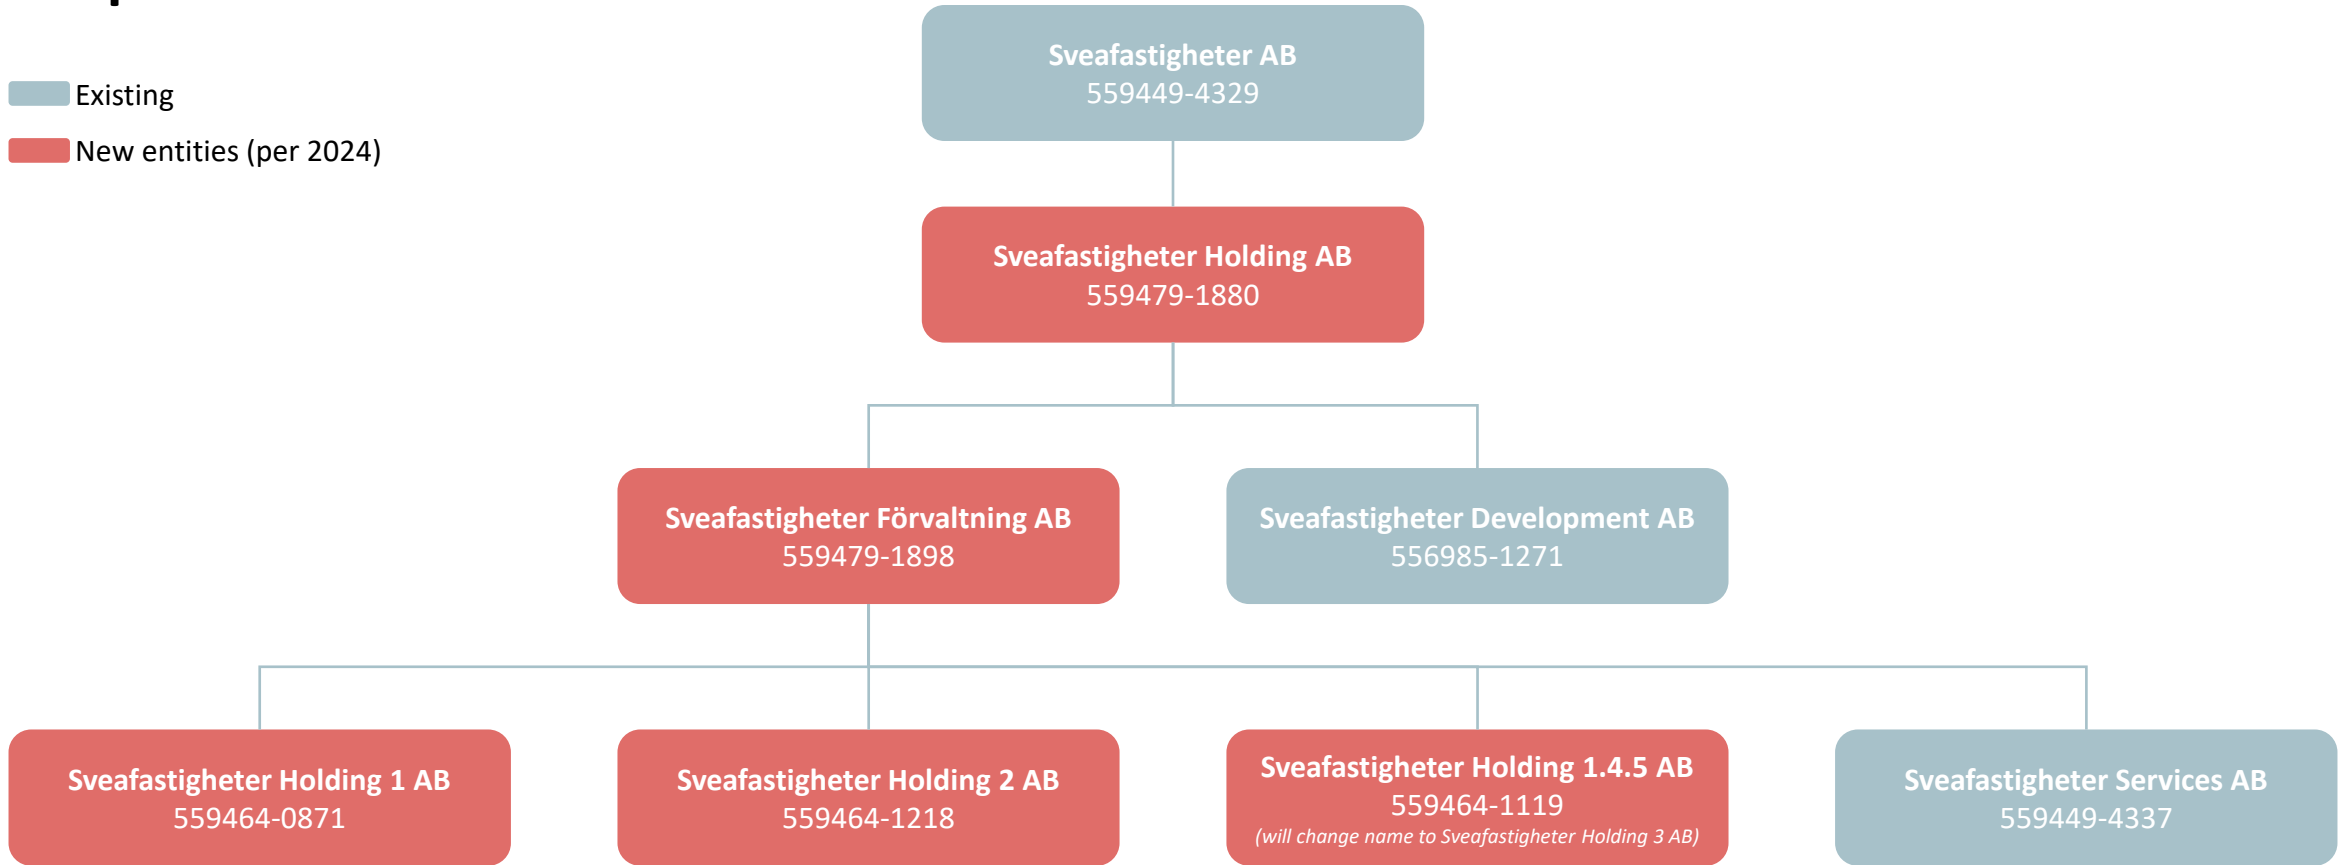 Existing
New entities (per 2024)
Sveafastigheter AB
559449-4329
Sveafastigheter Holding AB
559479-1880
Sveafastigheter Förvaltning AB
559479-1898
Sveafastigheter Development AB
556985-1271
Sveafastigheter Holding 1 AB
559464-0871
Sveafastigheter Holding 2 AB
559464-1218
Sveafastigheter Holding 1.4.5 AB
559464-1119
(will change name to Sveafastigheter Holding 3 AB)
Sveafastigheter Services AB
559449-4337